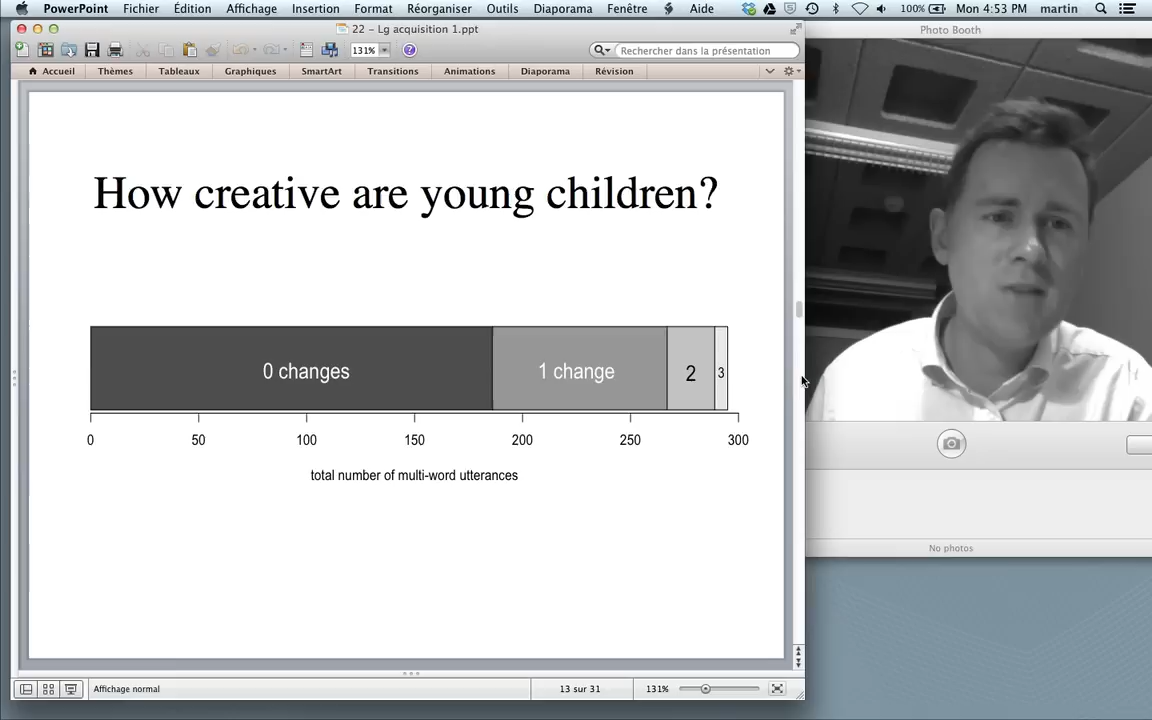 PowerPoint Fichier Édition Affichage Insertion Format Réorganiser Outils Diaporama Fenêtre Aide 100% Mon 4:53 PM martin
22 – Lg acquisition 1.ppt
Photo Booth
131% Rechercher dans la présentation
Accueil Thèmes Tableaux Graphiques SmartArt Transitions Animations Diaporama Révision
How creative are young children?
0 changes 1 change 2 3
0 50 100 150 200 250 300
total number of multi-word utterances
No photos
Affichage normal 13 sur 31 131%